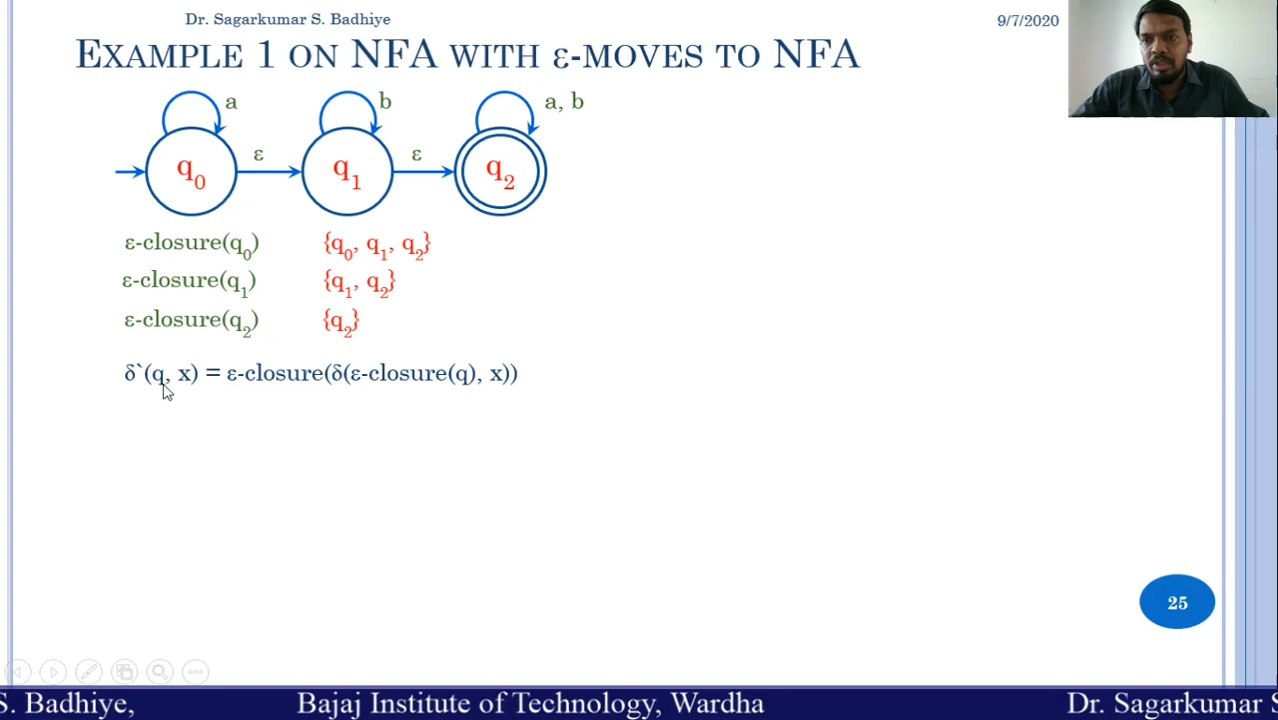 Dr. Sagarkumar S. Badhiye
9/7/2020
EXAMPLE 1 ON NFA WITH ε-MOVES TO NFA
a
b
a, b
q0
ε
q1
ε
q2
ε-closure(q0) {q0, q1, q2}
ε-closure(q1) {q1, q2}
ε-closure(q2) {q2}
δ`(q, x) = ε-closure(δ(ε-closure(q), x))
25
S. Badhiye, Bajaj Institute of Technology, Wardha Dr. Sagarkumar S